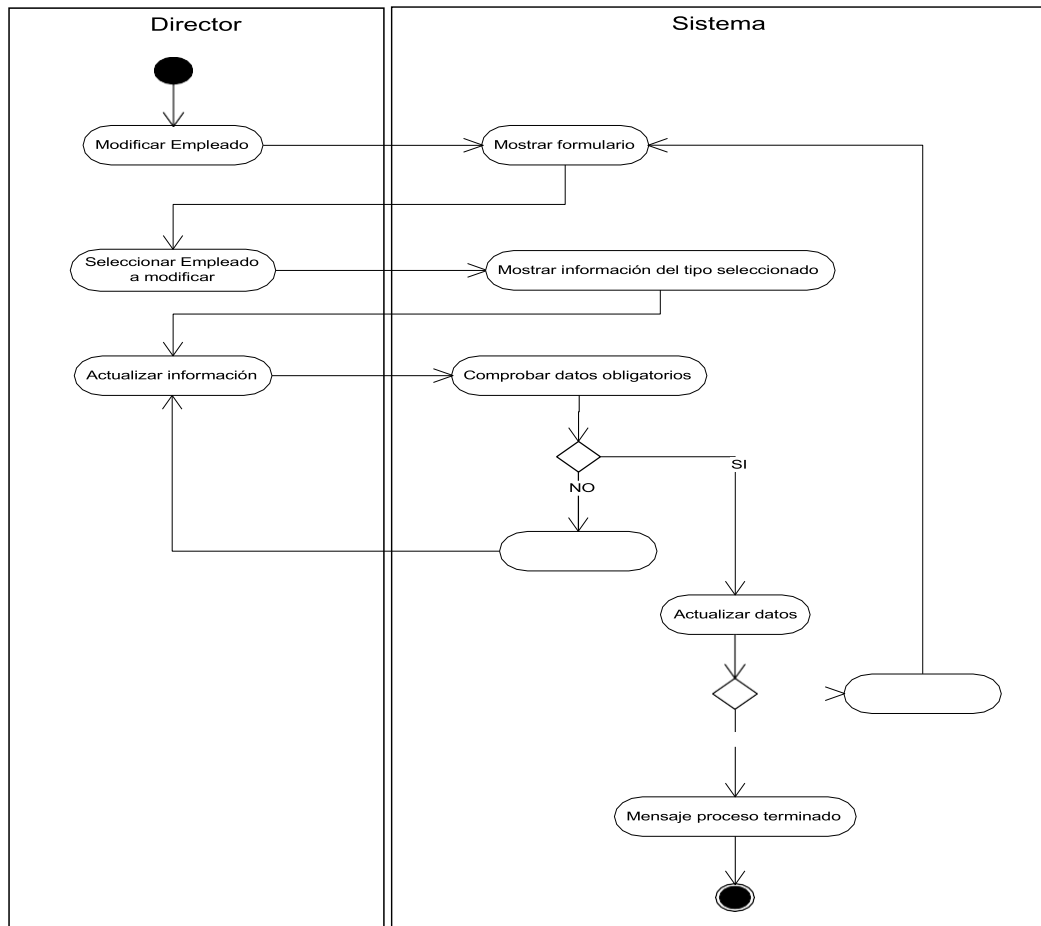 Director
Sistema
Modificar Empleado
Mostrar formulario
Seleccionar Empleado
a modificar
Mostrar información del tipo seleccionado
Actualizar información
Comprobar datos obligatorios
SI
NO
Actualizar datos
Mensaje proceso terminado